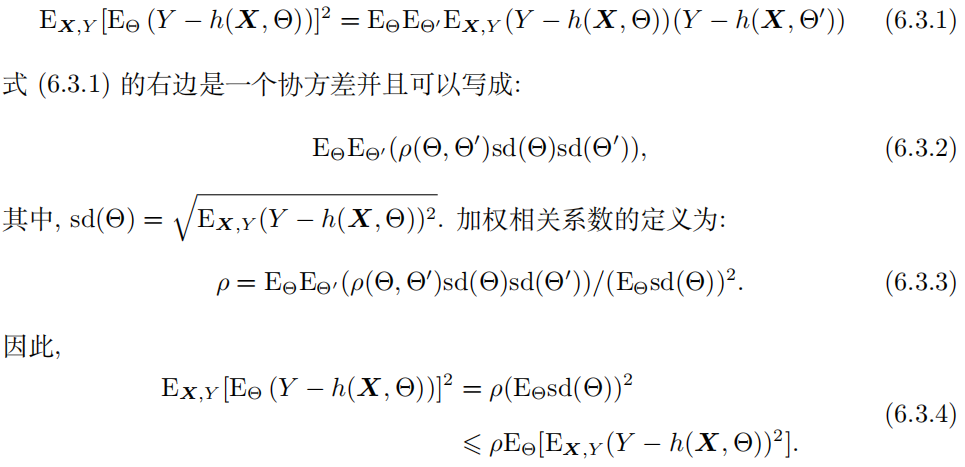 E_{𝑿,Y}[E_Θ (Y − h(𝑿, Θ))]² = E_Θ E_{Θ′} E_{𝑿,Y}(Y − h(𝑿, Θ))(Y − h(𝑿, Θ′)) (6.3.1)
式 (6.3.1) 的右边是一个协方差并且可以写成:
E_Θ E_{Θ′}(ρ(Θ, Θ′)sd(Θ)sd(Θ′)), (6.3.2)
其中, sd(Θ) = √(E_{𝑿,Y}(Y − h(𝑿, Θ))²). 加权相关系数的定义为:
ρ = E_Θ E_{Θ′}(ρ(Θ, Θ′)sd(Θ)sd(Θ′))/(E_Θ sd(Θ))². (6.3.3)
因此,
E_{𝑿,Y}[E_Θ (Y − h(𝑿, Θ))]² = ρ(E_Θ sd(Θ))²
⩽ ρE_Θ[E_{𝑿,Y}(Y − h(𝑿, Θ))²]. (6.3.4)